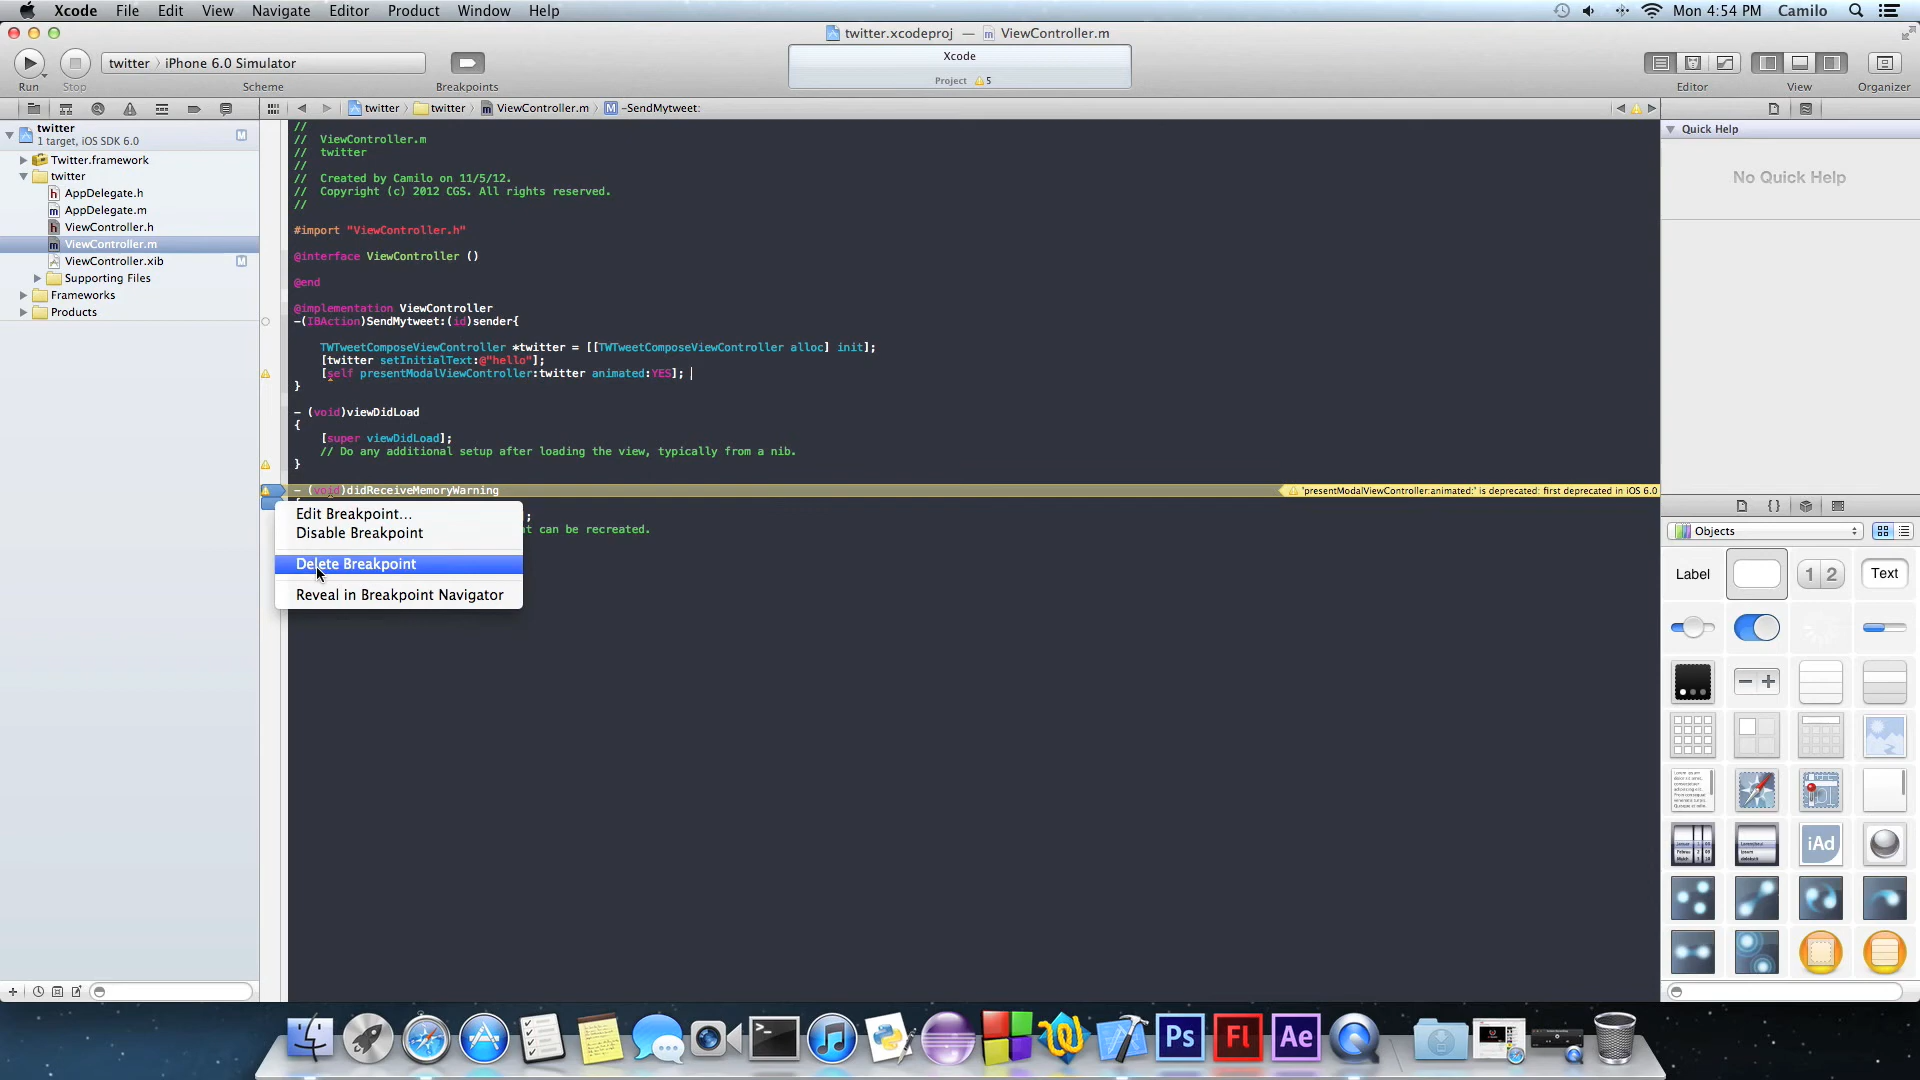 Xcode File Edit View Navigate Editor Product Window Help
Mon 4:54 PM Camilo
twitter.xcodeproj — ViewController.m
twitter 〉 iPhone 6.0 Simulator
Xcode
Project 5
Run Stop Scheme Breakpoints Editor View Organizer
twitter 〉 twitter 〉 ViewController.m 〉 M -SendMytweet:
twitter
1 target, iOS SDK 6.0
M
Twitter.framework
twitter
h AppDelegate.h
m AppDelegate.m
h ViewController.h
m ViewController.m
ViewController.xib M
Supporting Files
Frameworks
Products
//
// ViewController.m
// twitter
//
// Created by Camilo on 11/5/12.
// Copyright (c) 2012 CGS. All rights reserved.
//
#import "ViewController.h"
@interface ViewController ()
@end
@implementation ViewController
-(IBAction)SendMytweet:(id)sender{
TWTweetComposeViewController *twitter = [[TWTweetComposeViewController alloc] init];
[twitter setInitialText:@"hello"];
[self presentModalViewController:twitter animated:YES];
}
- (void)viewDidLoad
{
[super viewDidLoad];
// Do any additional setup after loading the view, typically from a nib.
}
- (void)didReceiveMemoryWarning
'presentModalViewController:animated:' is deprecated: first deprecated in iOS 6.0
;
nt can be recreated.
Edit Breakpoint...
Disable Breakpoint
Delete Breakpoint
Reveal in Breakpoint Navigator
Quick Help
No Quick Help
{ }
Objects
Label
1 2
Text
iAd
Ps
Fl
Ae